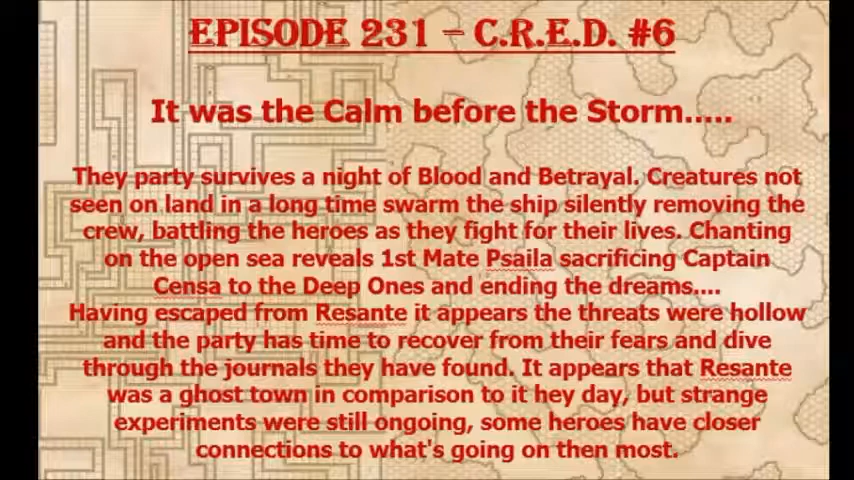 EPISODE 231 – C.R.E.D. #6
It was the Calm before the Storm.....
They party survives a night of Blood and Betrayal. Creatures not
seen on land in a long time swarm the ship silently removing the
crew, battling the heroes as they fight for their lives. Chanting
on the open sea reveals 1st Mate Psaila sacrificing Captain
Censa to the Deep Ones and ending the dreams....
Having escaped from Resante it appears the threats were hollow
and the party has time to recover from their fears and dive
through the journals they have found. It appears that Resante
was a ghost town in comparison to it hey day, but strange
experiments were still ongoing, some heroes have closer
connections to what's going on then most.